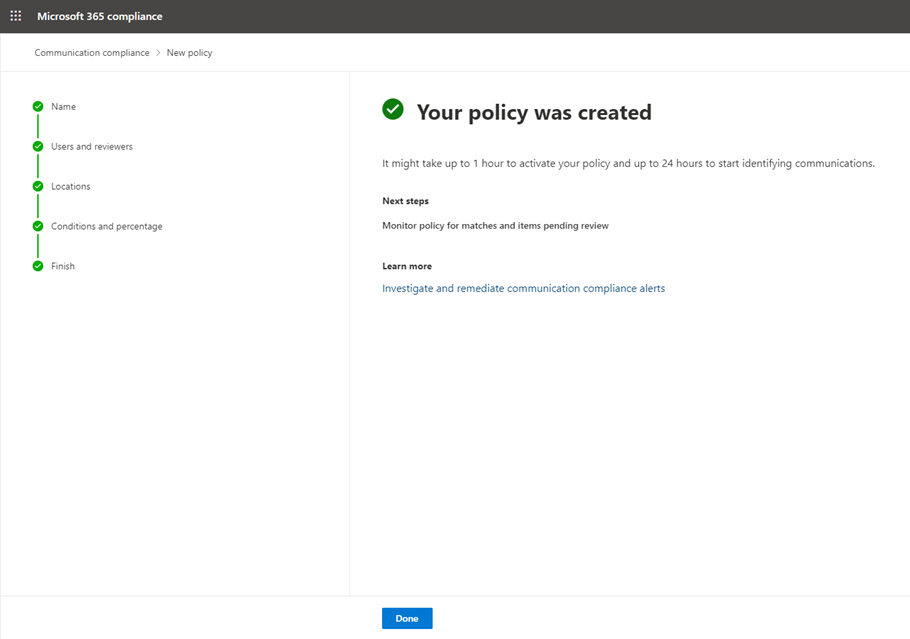 Microsoft 365 compliance
Communication compliance > New policy
Name
Users and reviewers
Locations
Conditions and percentage
Finish
Your policy was created
It might take up to 1 hour to activate your policy and up to 24 hours to start identifying communications.
Next steps
Monitor policy for matches and items pending review
Learn more
Investigate and remediate communication compliance alerts
Done